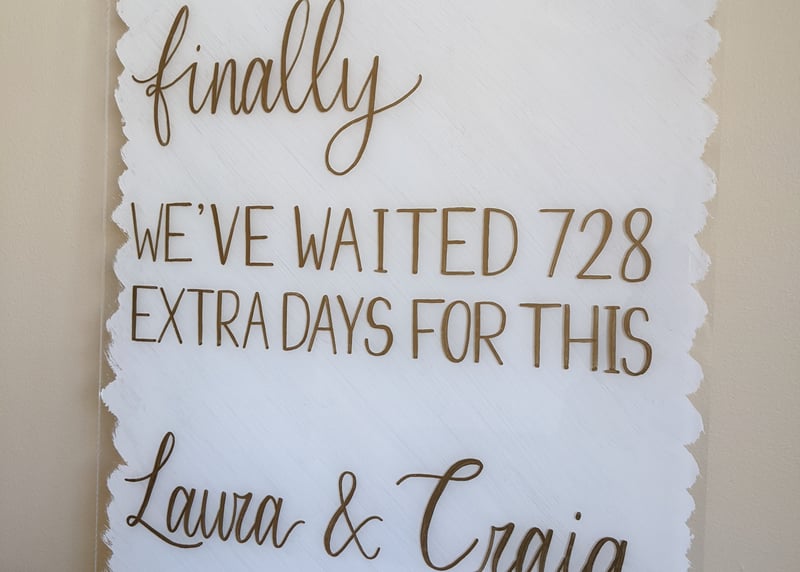 finally
WE'VE WAITED 728
EXTRA DAYS FOR THIS
Laura & Craig